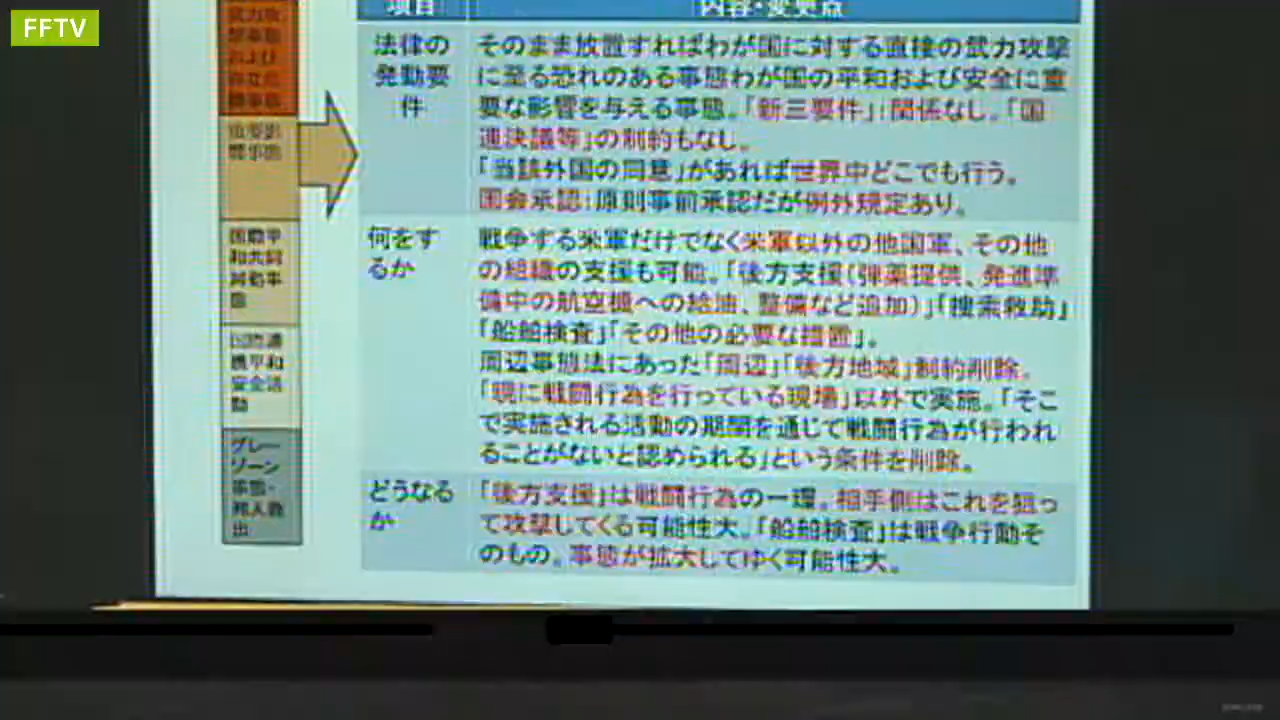 FFTV
項目
内容・変更点
および
法律の
発動要
件
そのまま放置すればわが国に対する直接の武力攻撃
に至る恐れのある事態わが国の平和および安全に重
要な影響を与える事態。「新三要件」:関係なし。「国
連決議等」の制約もなし。
「当該外国の同意」があれば世界中どこでも行う。
国会承認:原則事前承認だが例外規定あり。
何をす
るか
戦争する米軍だけでなく米軍以外の他国軍、その他
の組織の支援も可能。「後方支援(弾薬提供、発進準
備中の航空機への給油、整備など追加)」「捜索救助」
「船舶検査」「その他の必要な措置」。
周辺事態法にあった「周辺」「後方地域」制約削除。
「現に戦闘行為を行っている現場」以外で実施。「そこ
で実施される活動の期間を通じて戦闘行為が行われ
ることがないと認められる」という条件を削除。
どうなる
か
「後方支援」は戦闘行為の一環。相手側はこれを狙っ
て攻撃してくる可能性大。「船舶検査」は戦争行動そ
のもの。事態が拡大してゆく可能性大。
国際平
和共同
対処事
態
国際連
携平和
安全活
動
グレー
ゾーン
事態・
邦人救
出